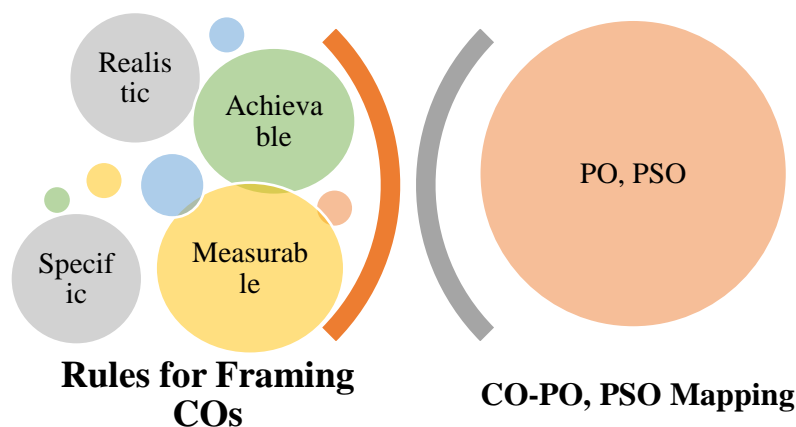 Realis
tic
Achieva
ble
Specif
ic
Measurab
le
Rules for Framing
COs
PO, PSO
CO-PO, PSO Mapping